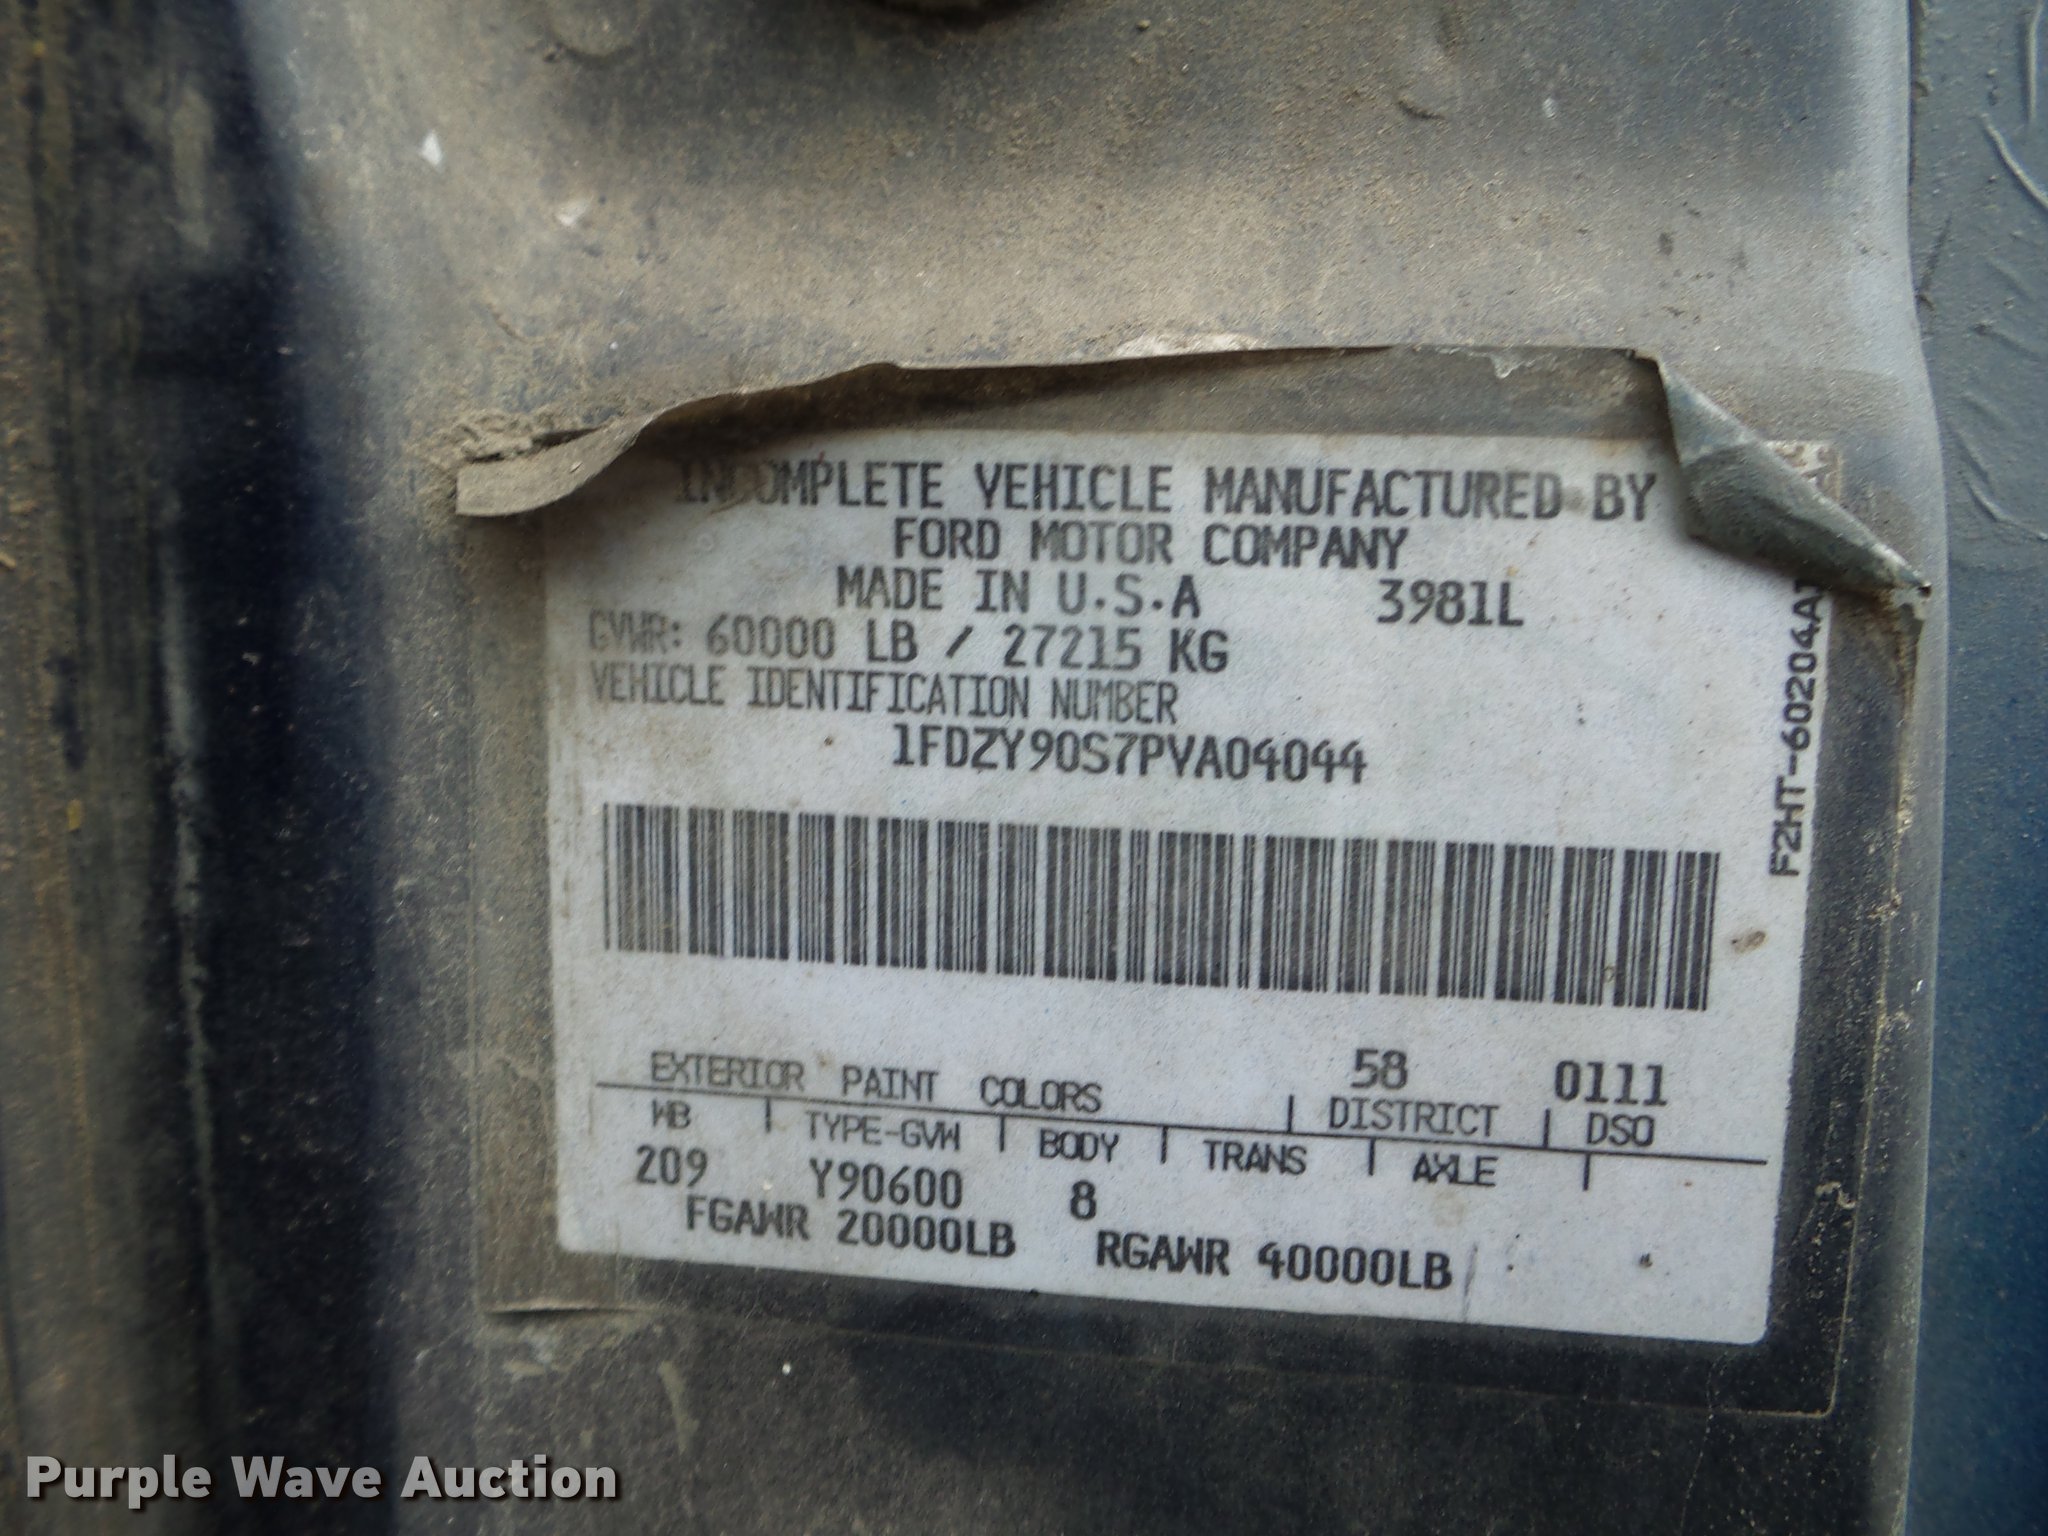 INCOMPLETE VEHICLE MANUFACTURED BY
FORD MOTOR COMPANY
MADE IN U.S.A 3981L
GVWR: 60000 LB / 27215 KG
VEHICLE IDENTIFICATION NUMBER
1FDZY90S7PVA04044
F2HT-60204A
58 0111
EXTERIOR PAINT COLORS DISTRICT DSO
WB TYPE-GVW BODY TRANS AXLE
209 Y90600 8
FGAWR 20000LB RGAWR 40000LB
Purple Wave Auction